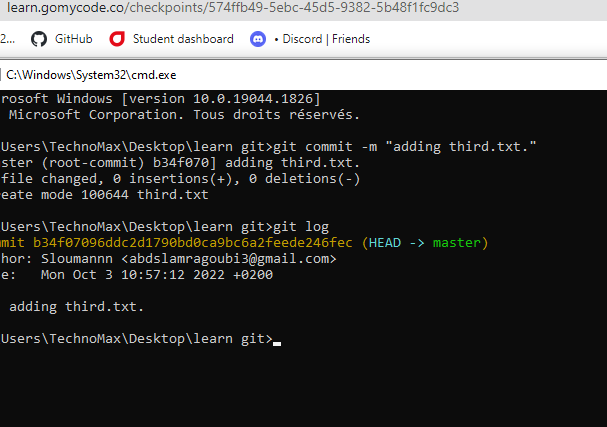 learn.gomycode.co/checkpoints/574ffb49-5ebc-45d5-9382-5b48f1fc9dc3
2... GitHub Student dashboard • Discord | Friends
C:\Windows\System32\cmd.exe
rosoft Windows [version 10.0.19044.1826]
Microsoft Corporation. Tous droits réservés.
Users\TechnoMax\Desktop\learn git>git commit -m "adding third.txt."
ster (root-commit) b34f070] adding third.txt.
file changed, 0 insertions(+), 0 deletions(-)
eate mode 100644 third.txt
Users\TechnoMax\Desktop\learn git>git log
mit b34f07096ddc2d1790bd0ca9bc6a2feede246fec (HEAD -> master)
hor: Sloumannn <abdslamragoubi3@gmail.com>
e: Mon Oct 3 10:57:12 2022 +0200
adding third.txt.
Users\TechnoMax\Desktop\learn git>